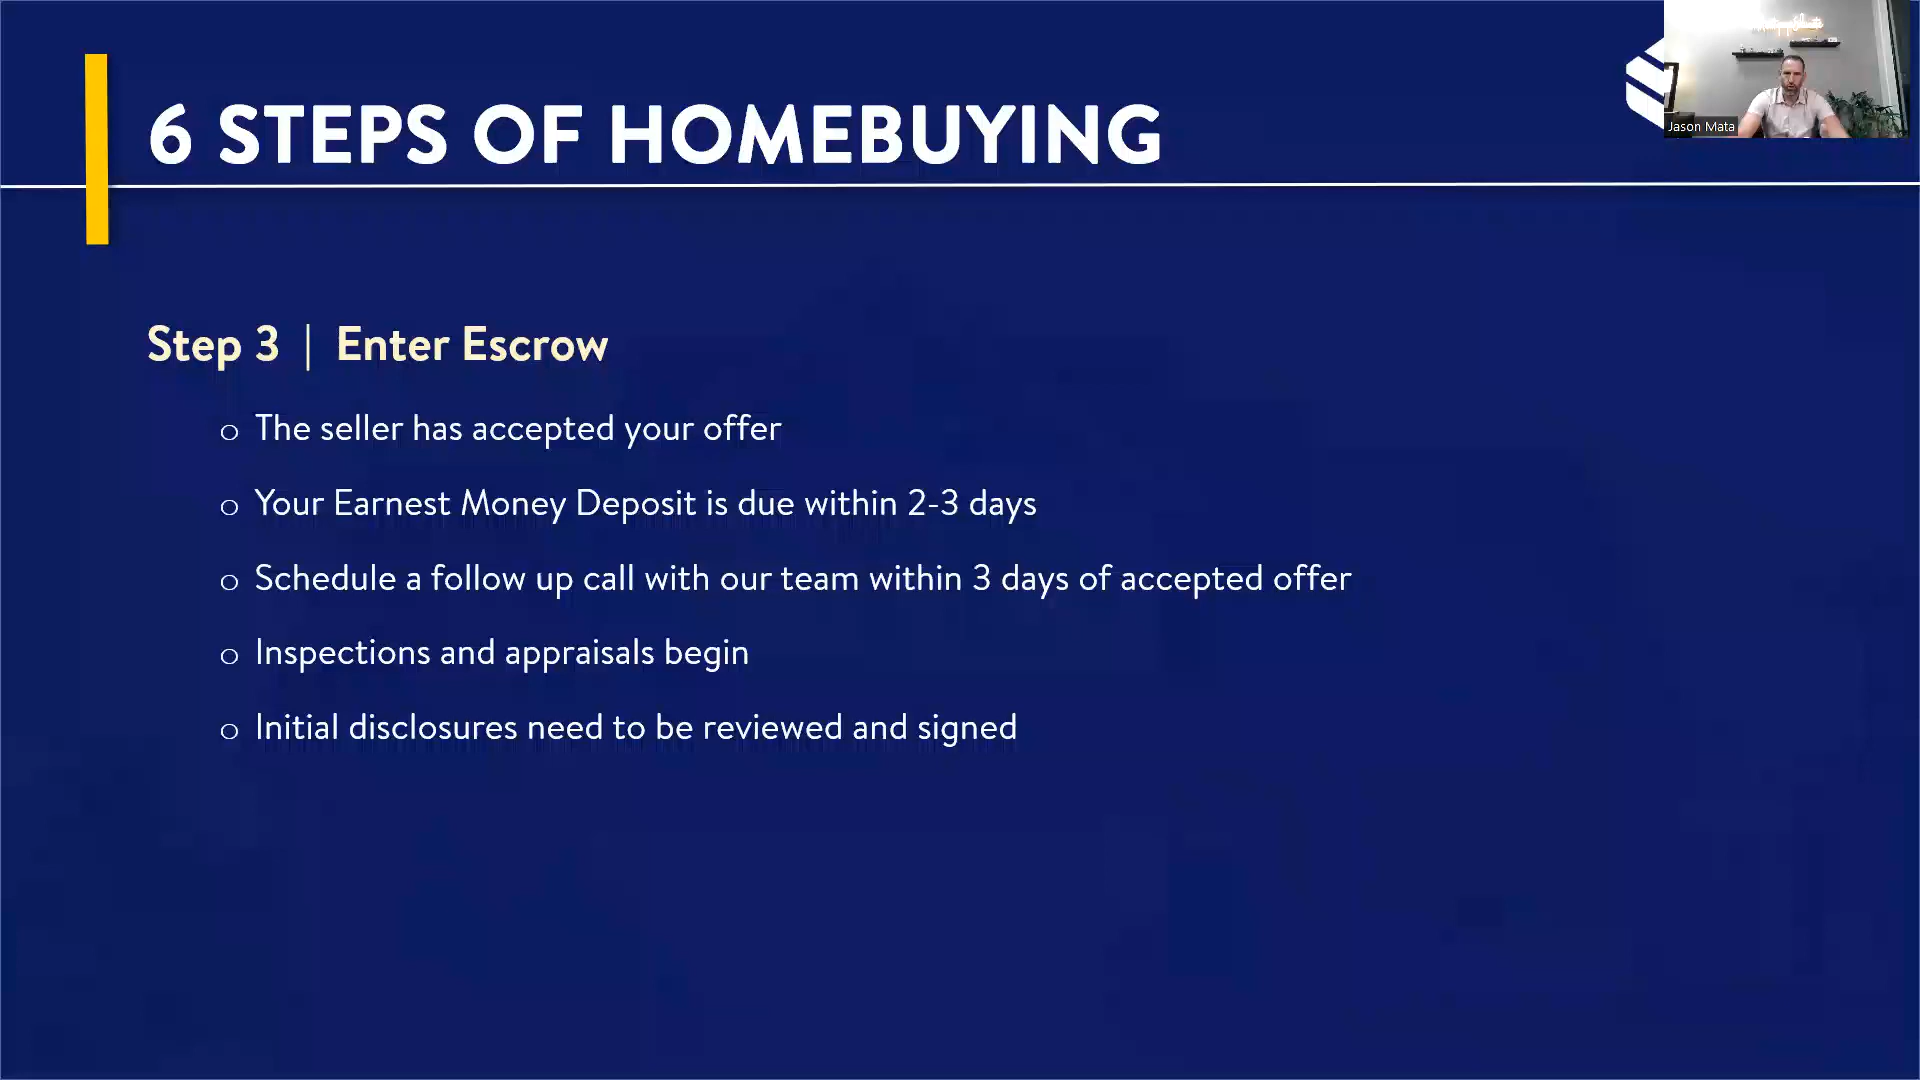 6 STEPS OF HOMEBUYING
Jason Mata
Step 3 | Enter Escrow
o The seller has accepted your offer
o Your Earnest Money Deposit is due within 2-3 days
o Schedule a follow up call with our team within 3 days of accepted offer
o Inspections and appraisals begin
o Initial disclosures need to be reviewed and signed